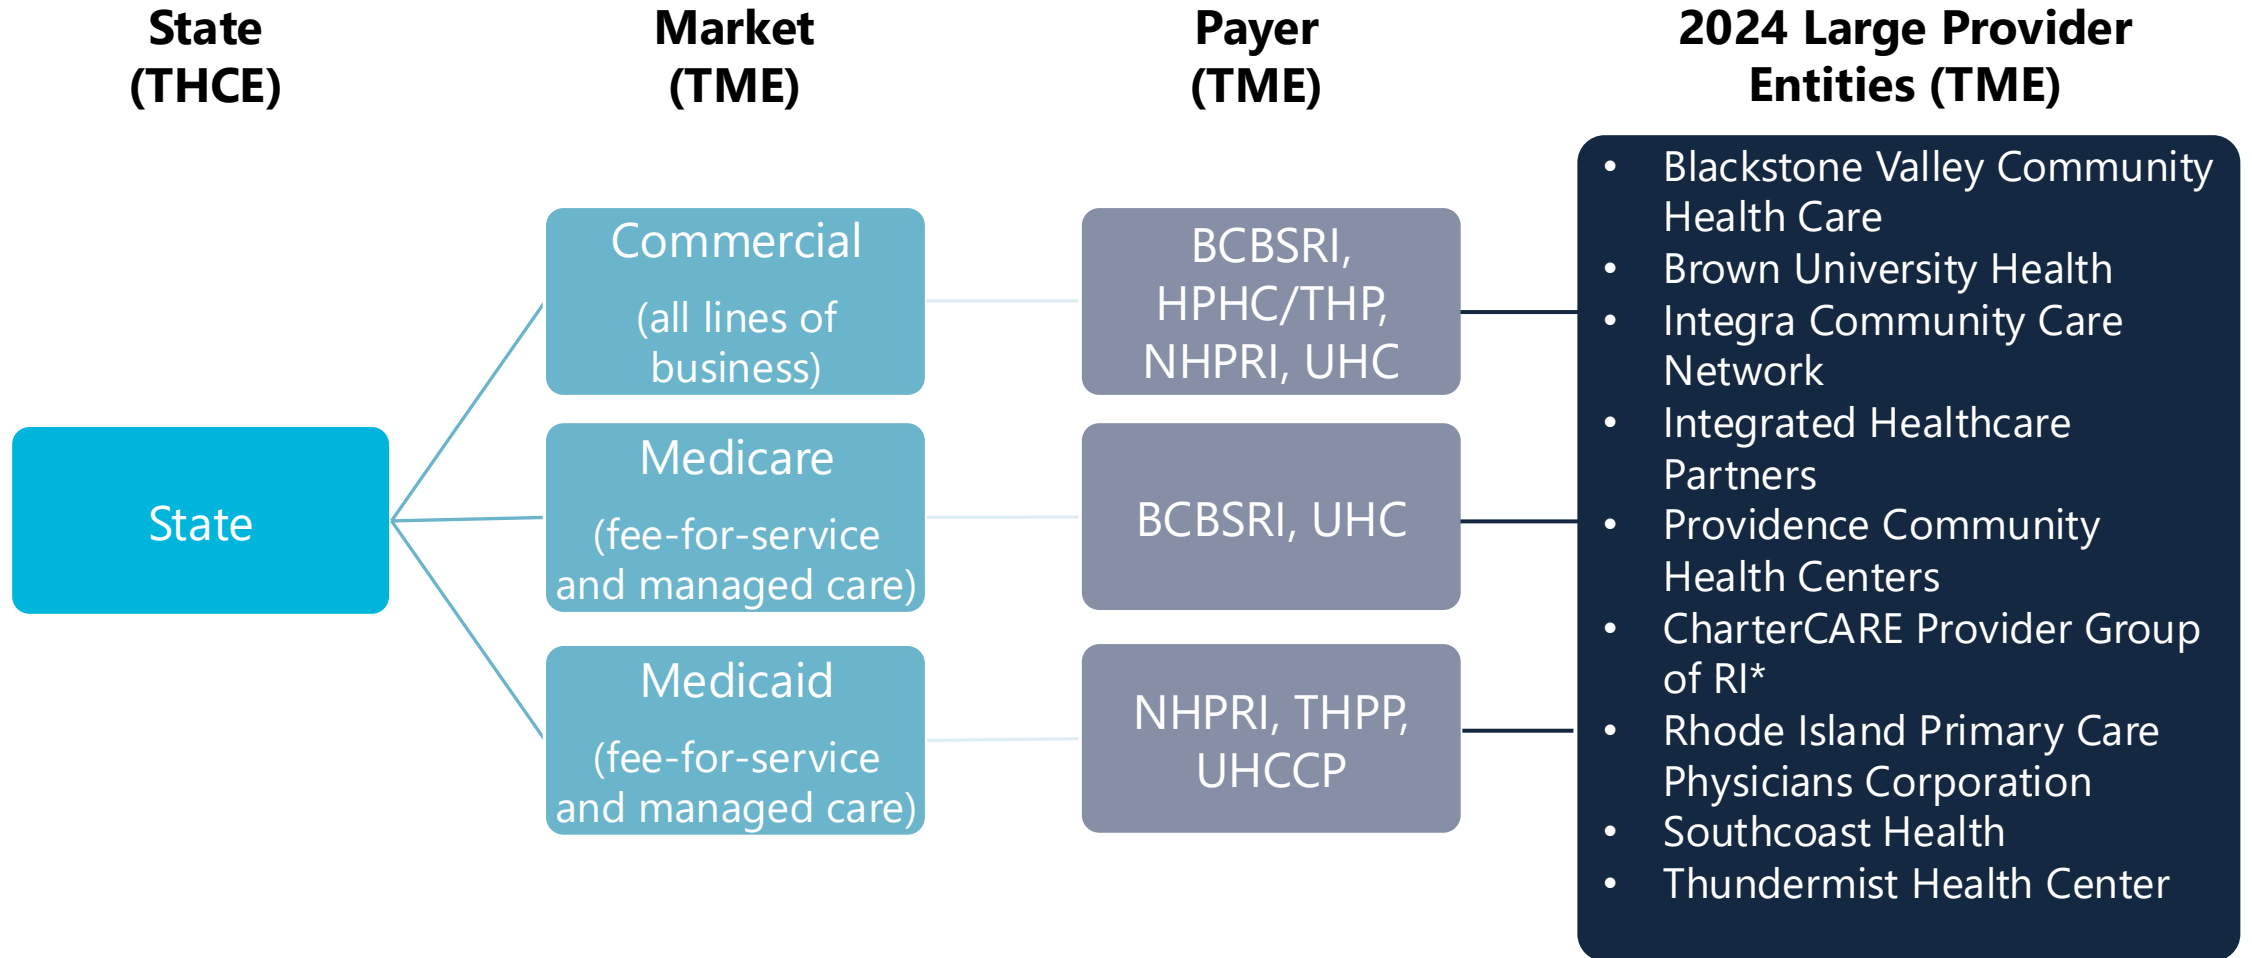 State
(THCE)
Market
(TME)
Payer
(TME)
2024 Large Provider
Entities (TME)
State
Commercial
(all lines of
business)
Medicare
(fee-for-service
and managed care)
Medicaid
(fee-for-service
and managed care)
BCBSRI,
HPHC/THP,
NHPRI, UHC
BCBSRI, UHC
NHPRI, THPP,
UHCCP
• Blackstone Valley Community
Health Care
• Brown University Health
• Integra Community Care
Network
• Integrated Healthcare
Partners
• Providence Community
Health Centers
• CharterCARE Provider Group
of RI*
• Rhode Island Primary Care
Physicians Corporation
• Southcoast Health
• Thundermist Health Center